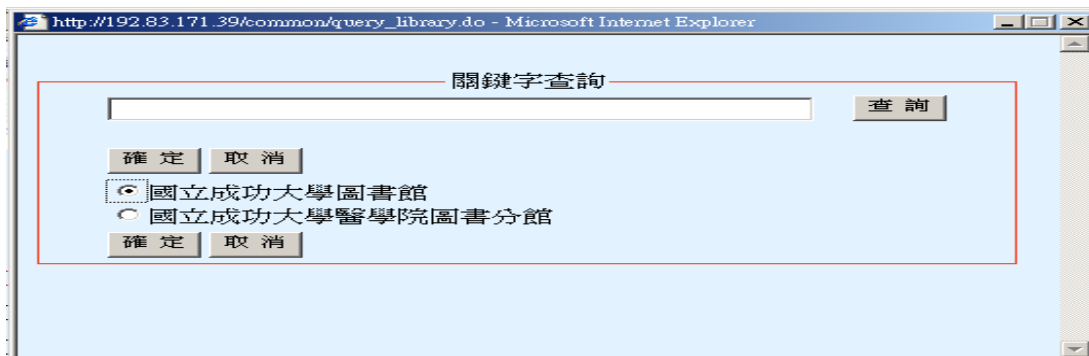 http://192.83.171.39/common/query_library.do - Microsoft Internet Explorer
關鍵字查詢
查 詢
確 定 取 消
國立成功大學圖書館
國立成功大學醫學院圖書分館
確 定 取 消